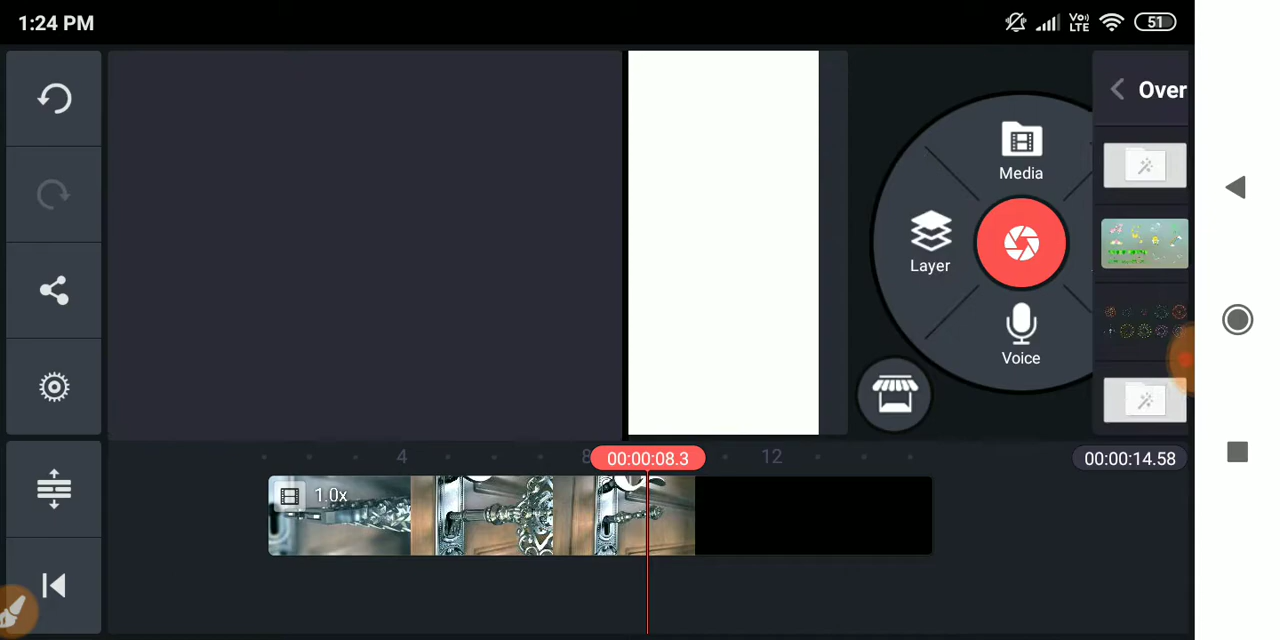 1:24 PM
Vo)
LTE
51
Over
Media
Layer
Voice
4
8
00:00:08.3
12
00:00:14.58
1.0x